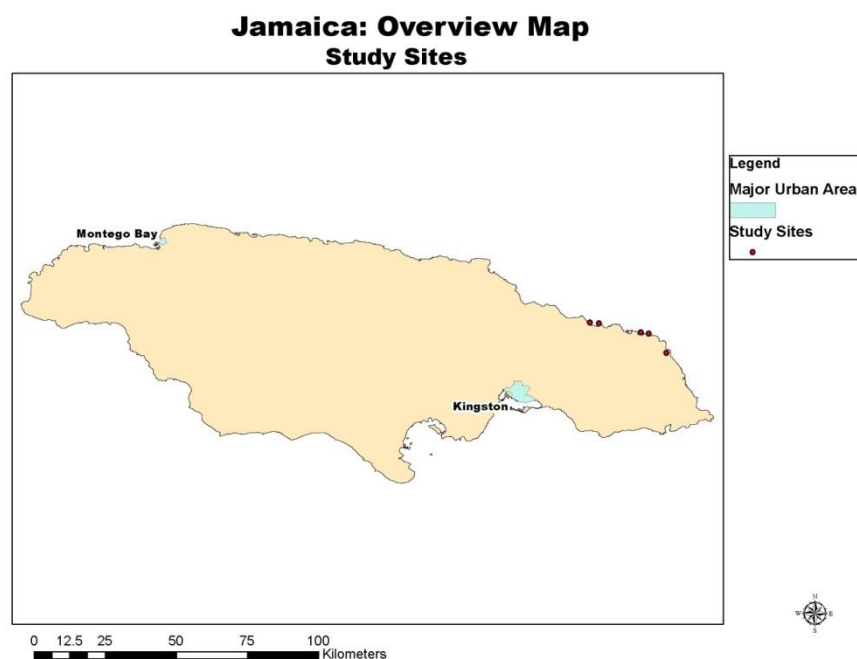 Jamaica: Overview Map
Study Sites
Legend
Major Urban Area
Study Sites
Montego Bay
Kingston
N
W E
S
0 12.5 25 50 75 100
Kilometers